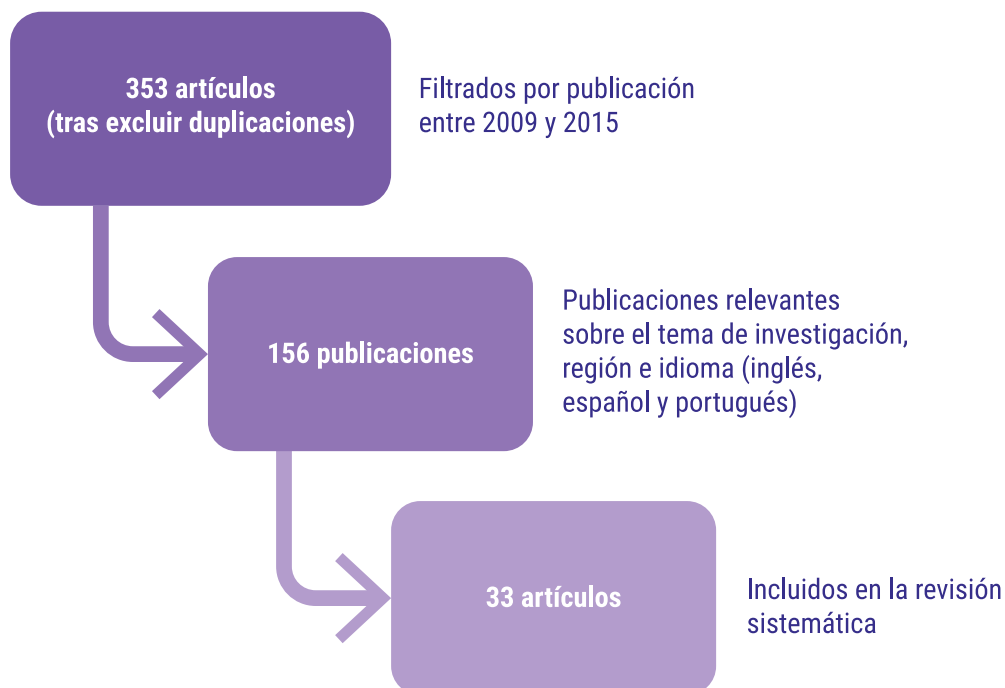 353 artículos
(tras excluir duplicaciones)
Filtrados por publicación
entre 2009 y 2015
156 publicaciones
Publicaciones relevantes
sobre el tema de investigación,
región e idioma (inglés,
español y portugués)
33 artículos
Incluidos en la revisión
sistemática